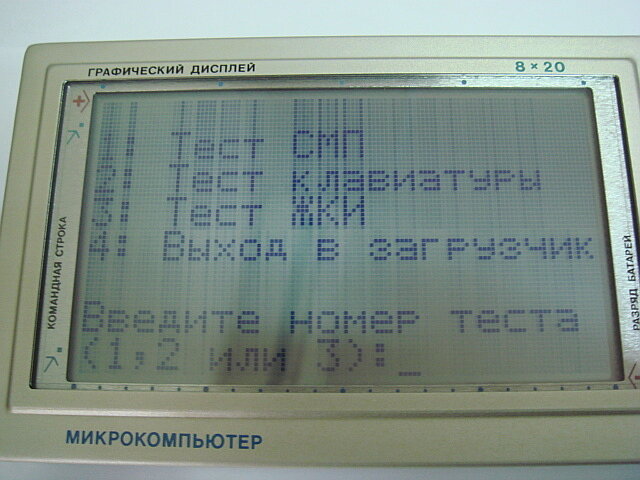 ГРАФИЧЕСКИЙ ДИСПЛЕЙ 8×20
1: Тест СМП
2: Тест клавиатуры
3: Тест ЖКИ
4: Выход в загрузчик
Введите номер теста
(1,2 или 3):_
КОМАНДНАЯ СТРОКА
РАЗРЯД БАТАРЕЙ
МИКРОКОМПЬЮТЕР